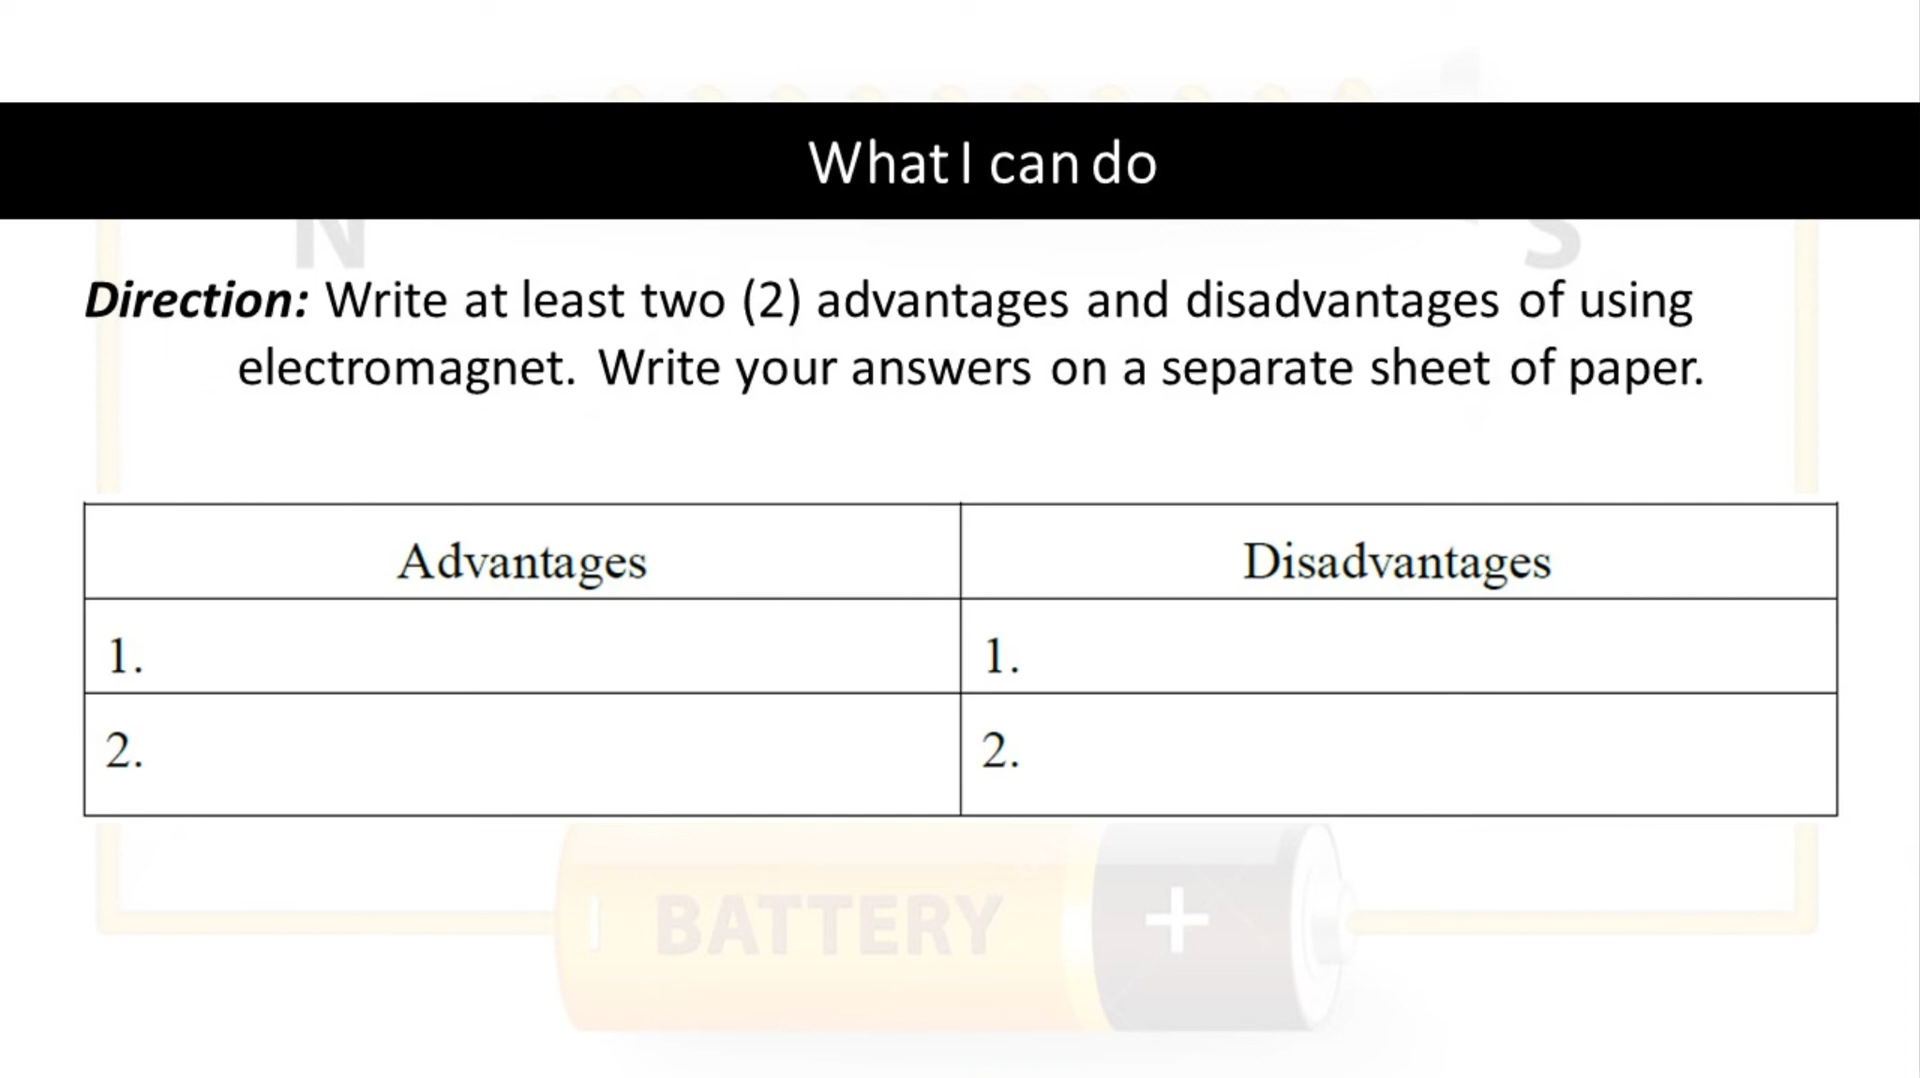 What I can do
N S
Direction: Write at least two (2) advantages and disadvantages of using
electromagnet. Write your answers on a separate sheet of paper.
Advantages Disadvantages
1. 1.
2. 2.
BATTERY +